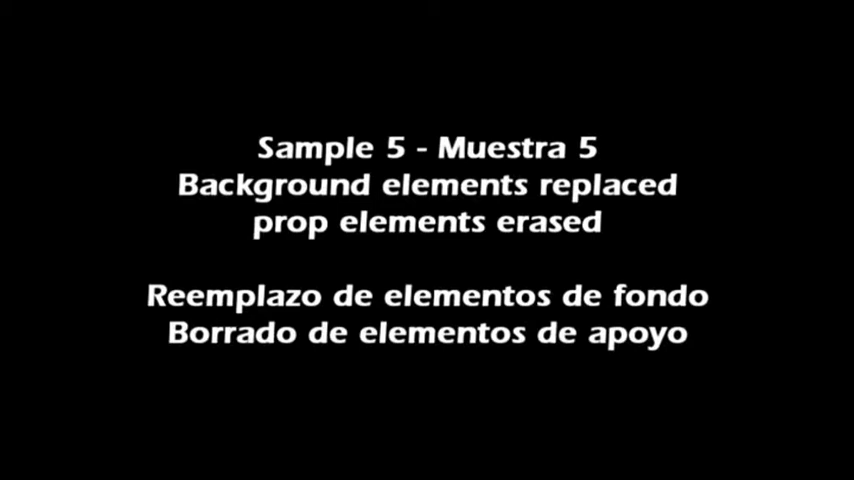 Sample 5 - Muestra 5
Background elements replaced
prop elements erased
Reemplazo de elementos de fondo
Borrado de elementos de apoyo